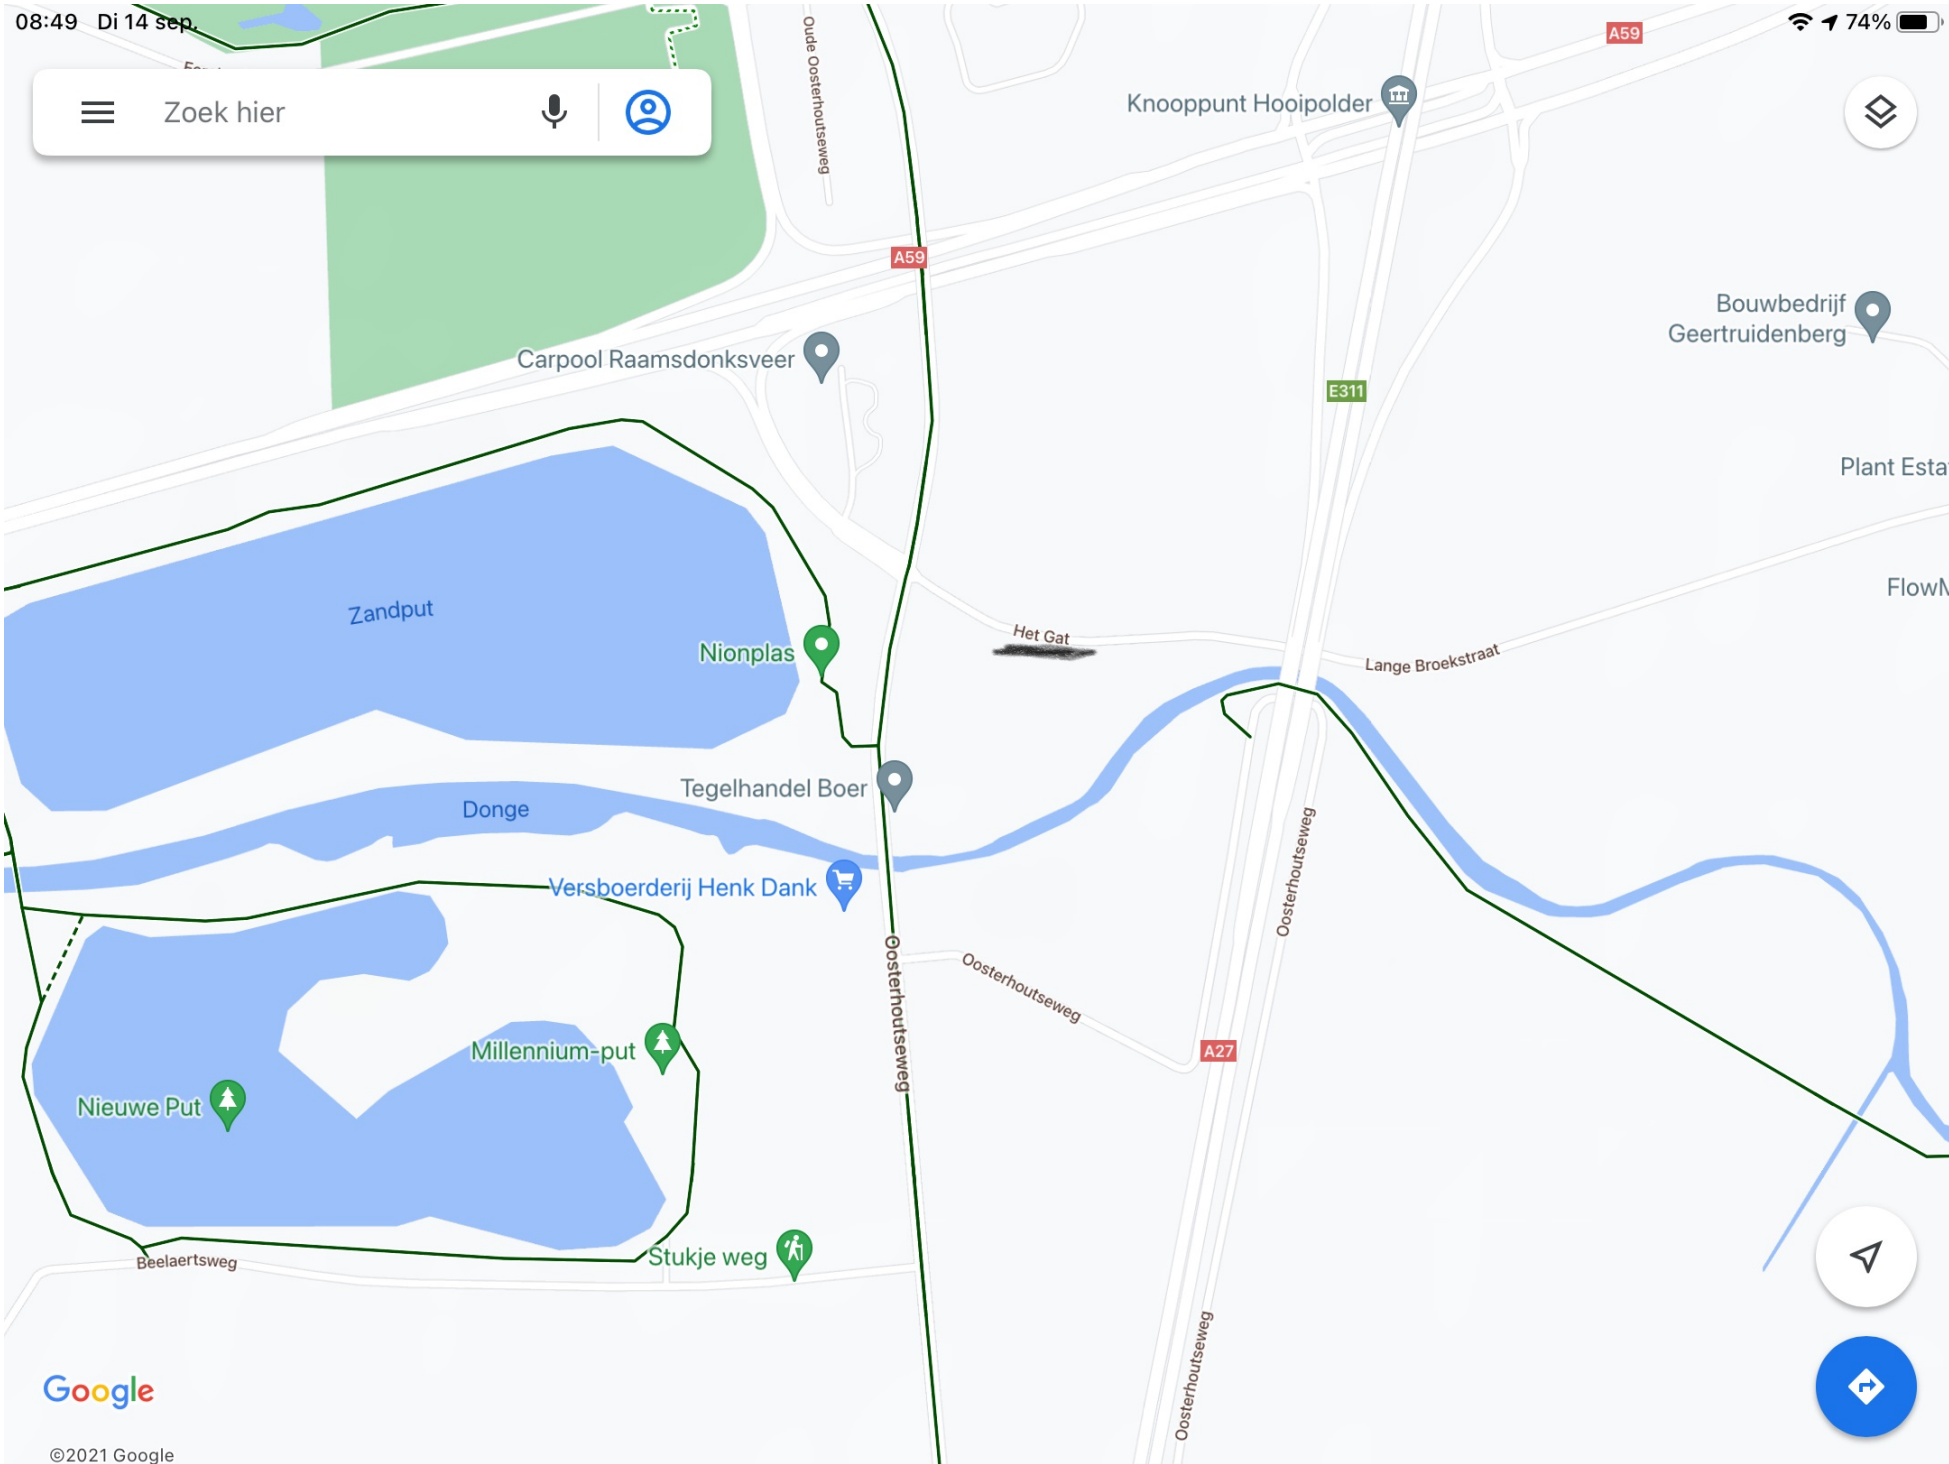 08:49 Di 14 sep.
74%
Zoek hier
Oude Oosterhoutseweg
A59
Knooppunt Hooipolder
A59
Bouwbedrijf
Geertruidenberg
Carpool Raamsdonksveer
E311
Plant Esta
FlowM
Zandput
Het Gat
Nionplas
Lange Broekstraat
Tegelhandel Boer
Donge
Versboerderij Henk Dank
Oosterhoutseweg
Oosterhoutseweg
Oosterhoutseweg
Millennium-put
A27
Nieuwe Put
Stukje weg
Beelaertsweg
Oosterhoutseweg
Google
©2021 Google